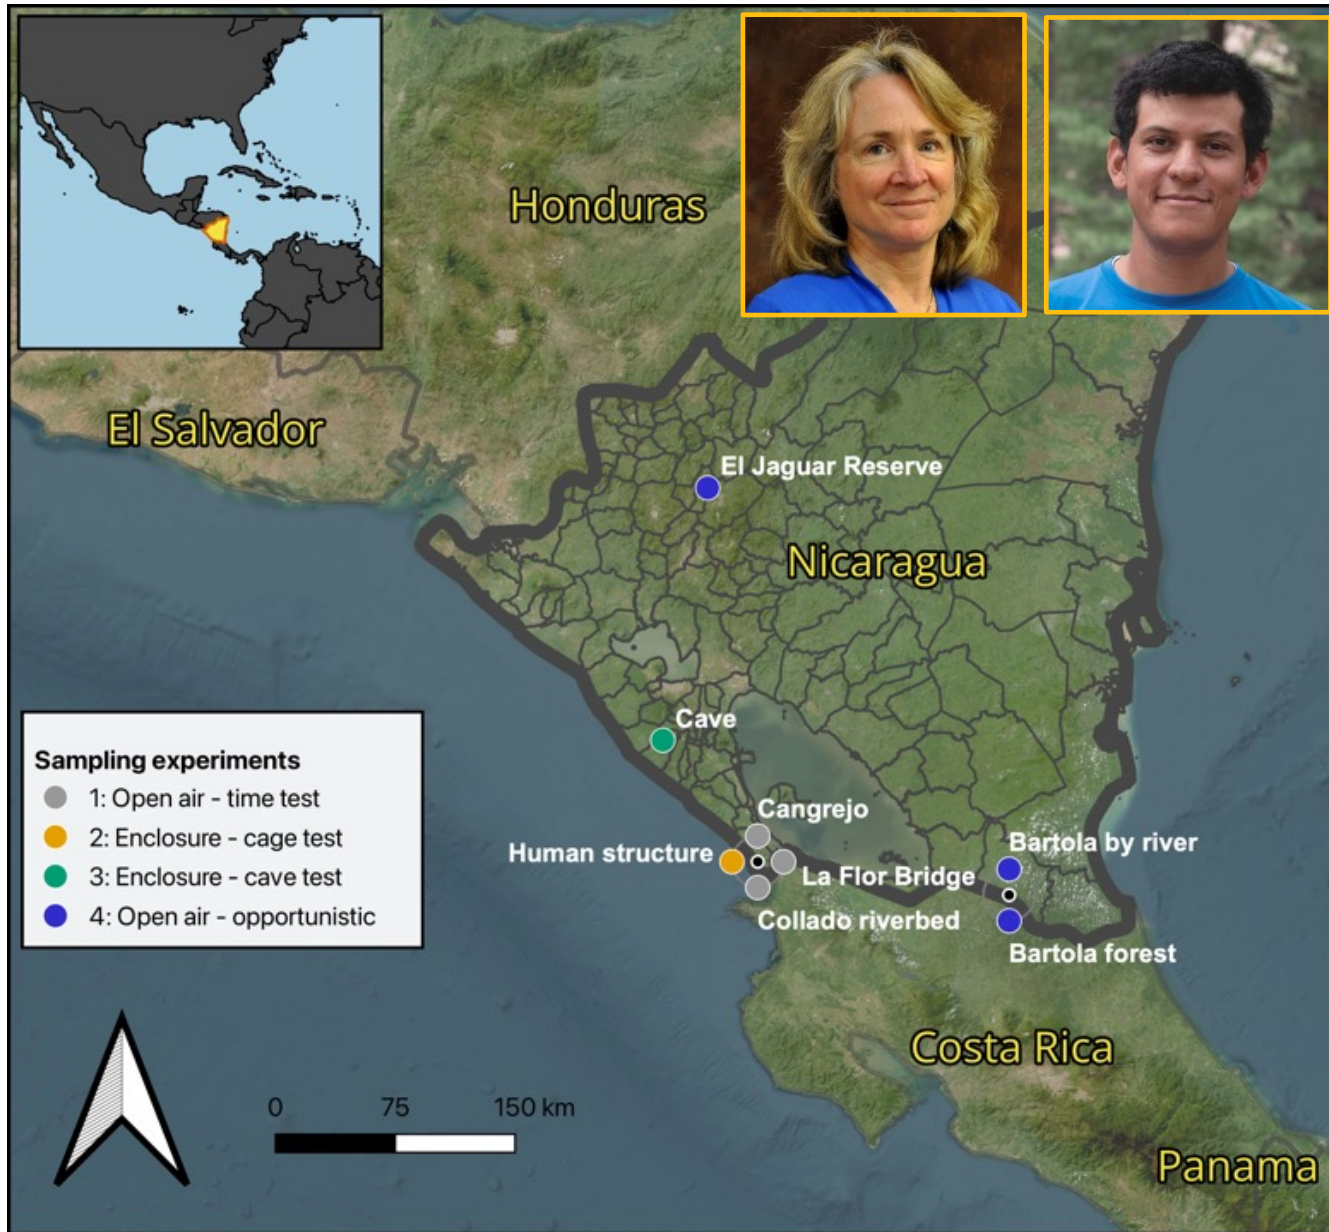 Honduras
El Salvador
El Jaguar Reserve
Nicaragua
Cave
Sampling experiments
1: Open air - time test
2: Enclosure - cage test
3: Enclosure - cave test
4: Open air - opportunistic
Cangrejo
Human structure
La Flor Bridge
Collado riverbed
Bartola by river
Bartola forest
Costa Rica
0 75 150 km
Panama